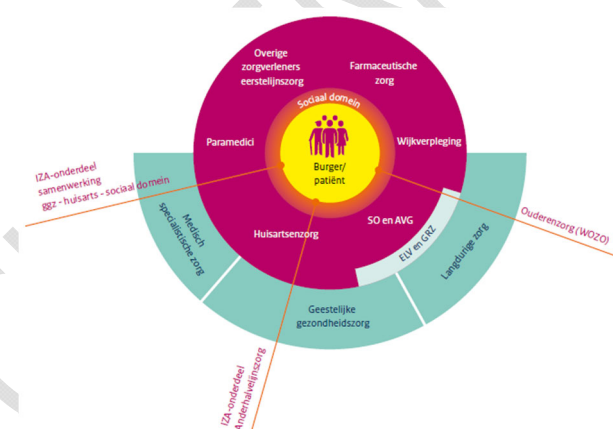 Overige
zorgverleners
eerstelijnszorg
Farmaceutische
zorg
Sociaal domein
Paramedici
Wijkverpleging
Burger/
patiënt
IZA-onderdeel
samenwerking
ggz - huisarts - sociaal domein
Huisartsenzorg
SO en AVG
ELV en GRZ
Ouderenzorg (WOZO)
Medisch
specialistische zorg
Langdurige zorg
Geestelijke
gezondheidszorg
IZA-onderdeel
Anderhalvelijnszorg